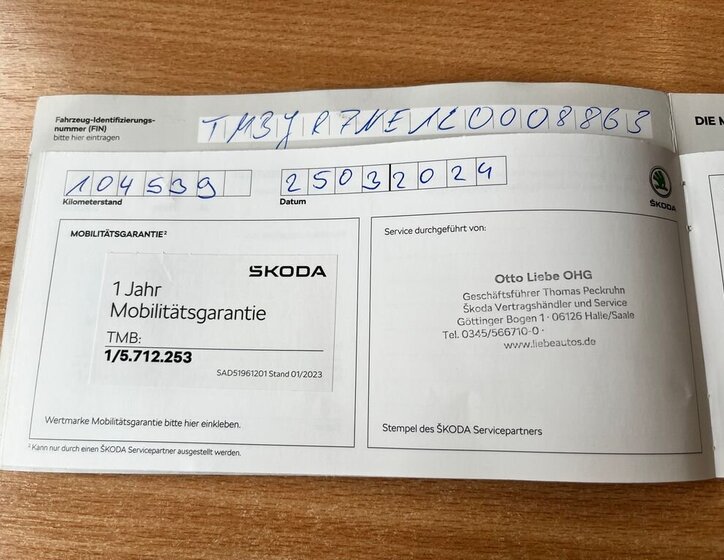 Fahrzeug-Identifizierungs-
nummer (FIN)
bitte hier eintragen
TMBJR7NE1L0008863
DIE M
104539
Kilometerstand
25032024
Datum
ŠKODA
MOBILITÄTSGARANTIE²
ŠKODA
1 Jahr
Mobilitätsgarantie
TMB:
1/5.712.253
SAD51961201 Stand 01/2023
Wertmarke Mobilitätsgarantie bitte hier einkleben.
Service durchgeführt von:
Otto Liebe OHG
Geschäftsführer Thomas Peckruhn
Škoda Vertragshändler und Service
Göttinger Bogen 1 · 06126 Halle/Saale
Tel. 0345/566710-0 ·
www.liebeautos.de
Stempel des ŠKODA Servicepartners
² Kann nur durch einen ŠKODA Servicepartner ausgestellt werden.